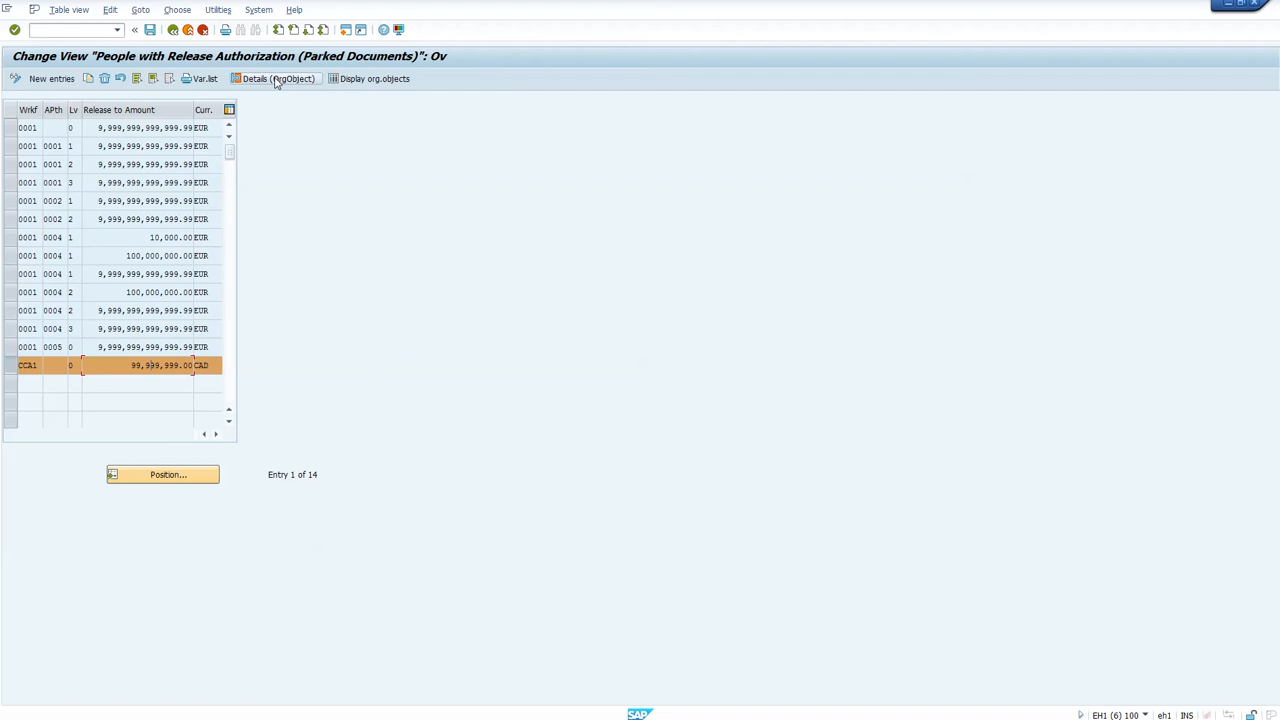 Table view Edit Goto Choose Utilities System Help
Change View "People with Release Authorization (Parked Documents)": Ov
New entries Var.list Details (OrgObject) Display org.objects
Wrkf APth Lv Release to Amount Curr.
0001 0 9,999,999,999,999.99 EUR
0001 0001 1 9,999,999,999,999.99 EUR
0001 0001 2 9,999,999,999,999.99 EUR
0001 0001 3 9,999,999,999,999.99 EUR
0001 0002 1 9,999,999,999,999.99 EUR
0001 0002 2 9,999,999,999,999.99 EUR
0001 0004 1 10,000.00 EUR
0001 0004 1 100,000,000.00 EUR
0001 0004 1 9,999,999,999,999.99 EUR
0001 0004 2 100,000,000.00 EUR
0001 0004 2 9,999,999,999,999.99 EUR
0001 0004 3 9,999,999,999,999.99 EUR
0001 0005 0 9,999,999,999,999.99 EUR
CCA1 0 99,999,999.00 CAD
Position... Entry 1 of 14
SAP EH1 (6) 100 eh1 INS